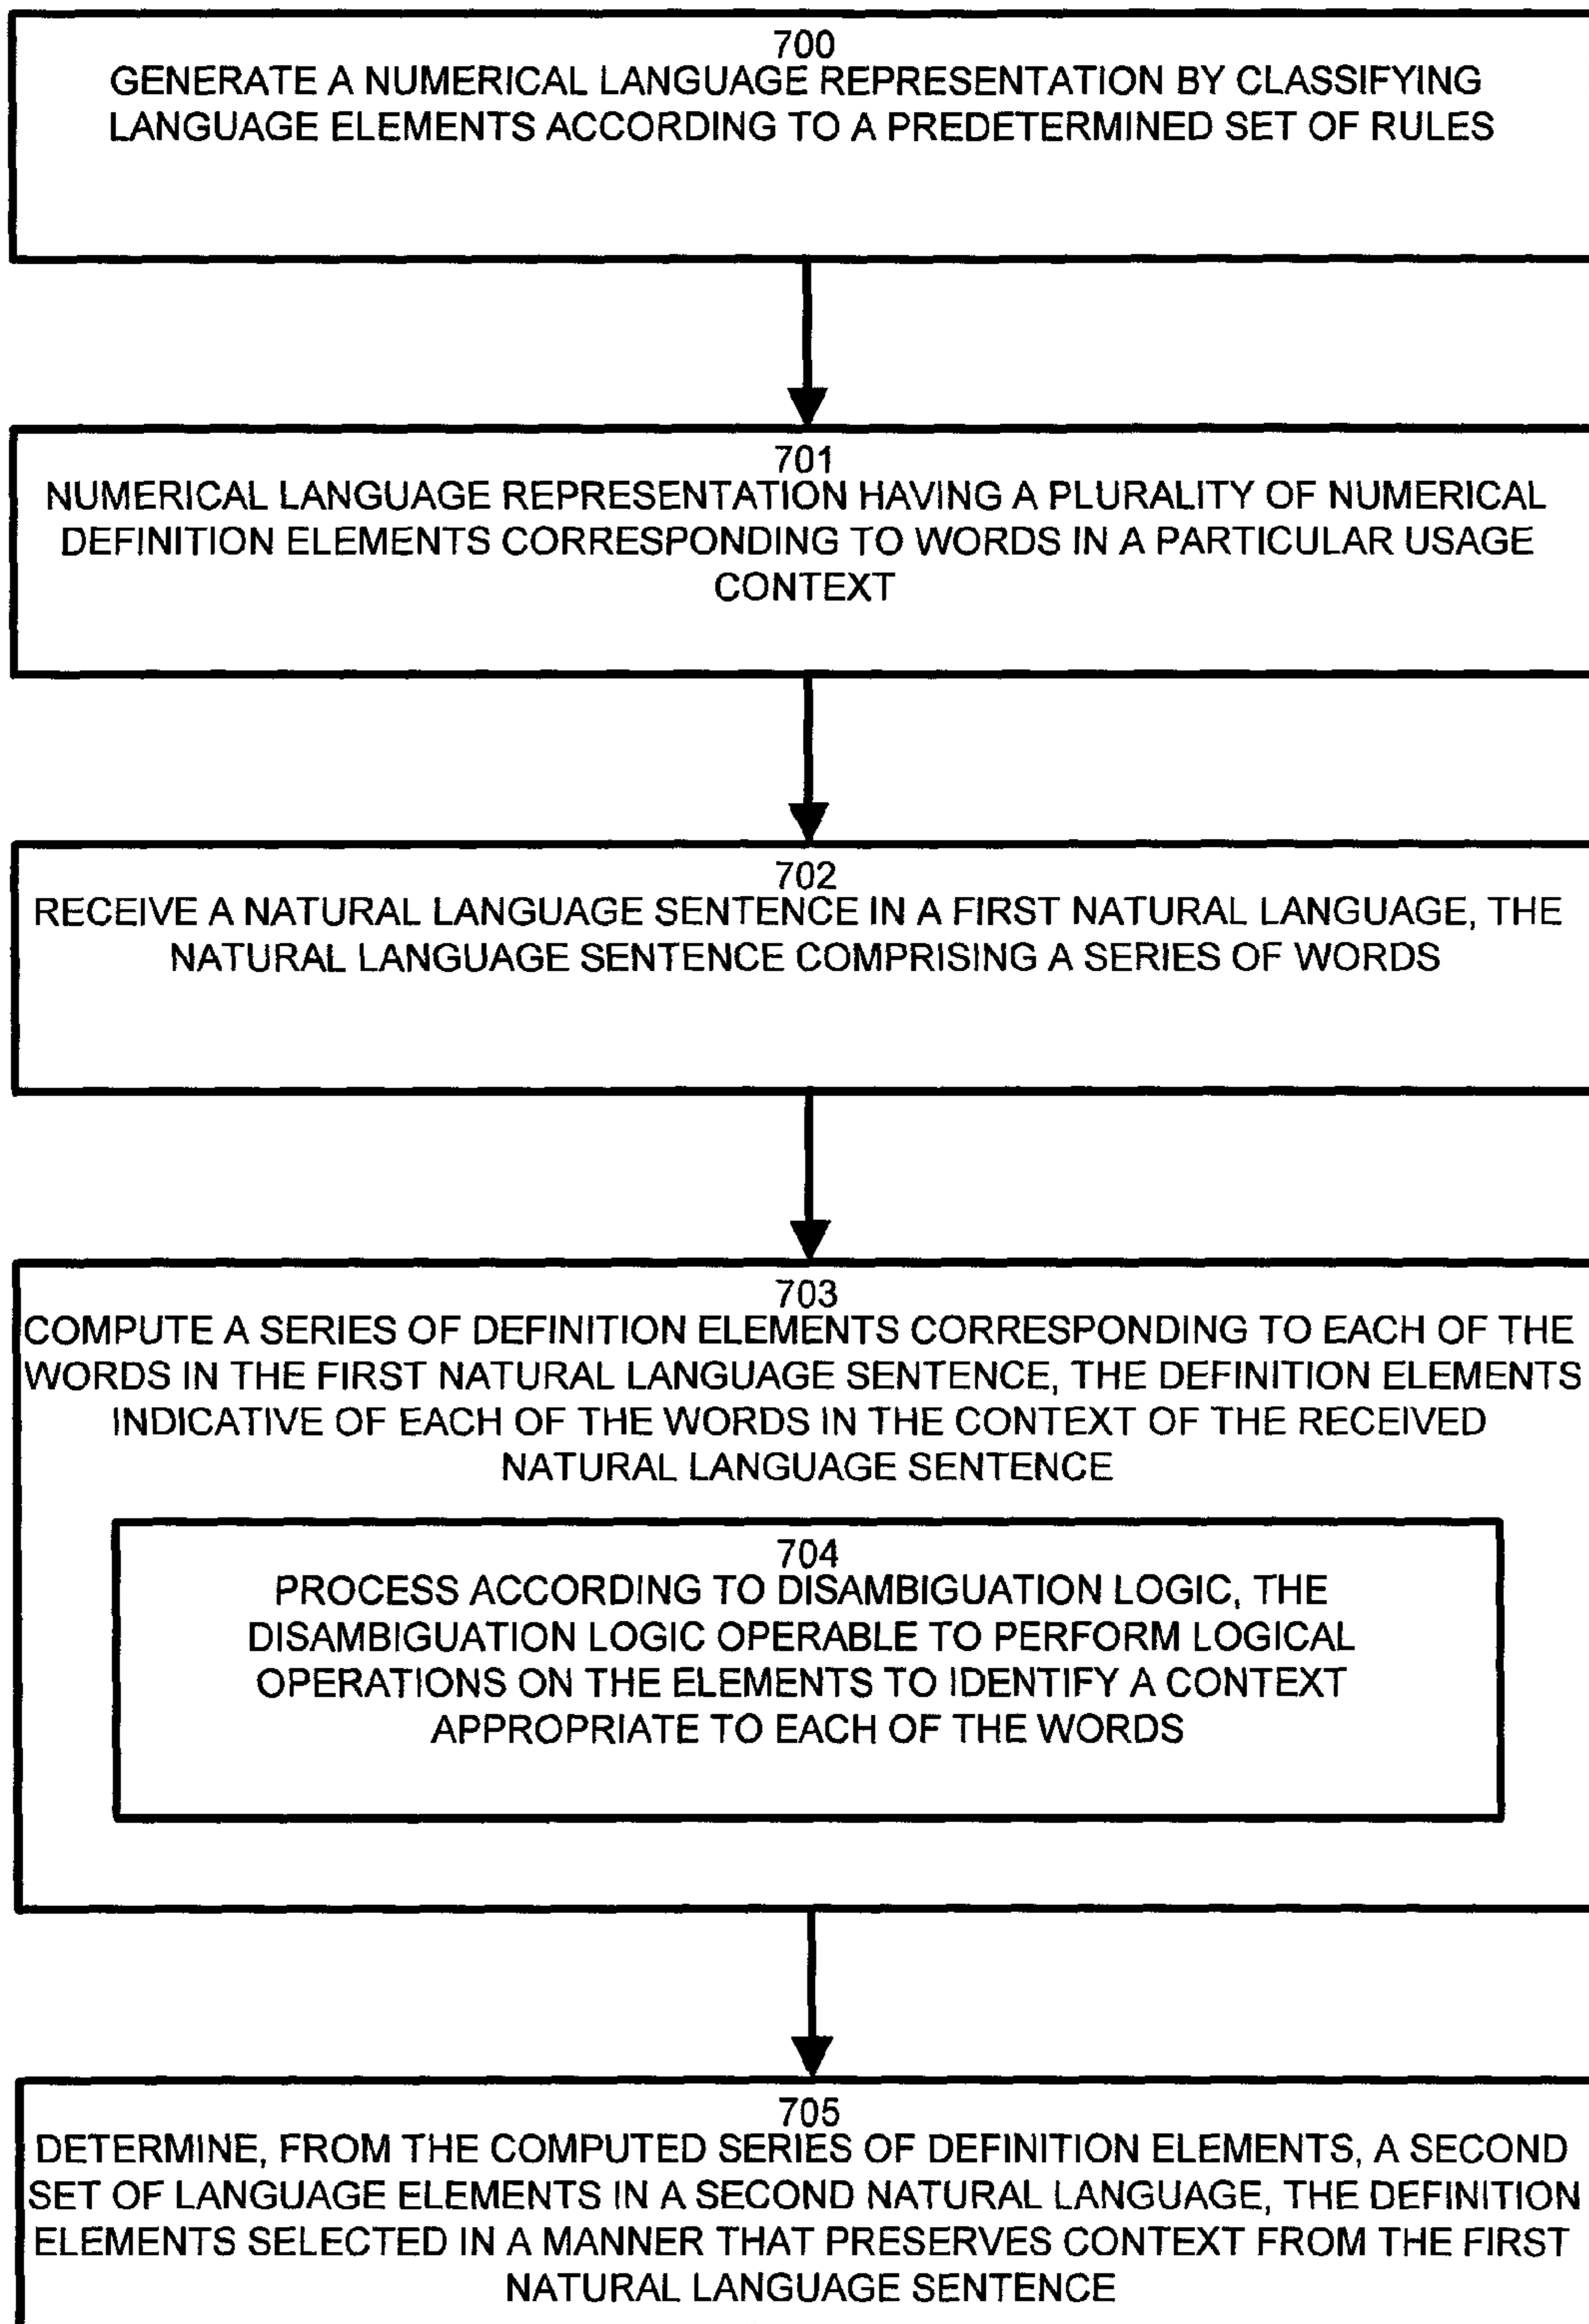 700
GENERATE A NUMERICAL LANGUAGE REPRESENTATION BY CLASSIFYING
LANGUAGE ELEMENTS ACCORDING TO A PREDETERMINED SET OF RULES
701
NUMERICAL LANGUAGE REPRESENTATION HAVING A PLURALITY OF NUMERICAL
DEFINITION ELEMENTS CORRESPONDING TO WORDS IN A PARTICULAR USAGE
CONTEXT
702
RECEIVE A NATURAL LANGUAGE SENTENCE IN A FIRST NATURAL LANGUAGE, THE
NATURAL LANGUAGE SENTENCE COMPRISING A SERIES OF WORDS
703
COMPUTE A SERIES OF DEFINITION ELEMENTS CORRESPONDING TO EACH OF THE
WORDS IN THE FIRST NATURAL LANGUAGE SENTENCE, THE DEFINITION ELEMENTS
INDICATIVE OF EACH OF THE WORDS IN THE CONTEXT OF THE RECEIVED
NATURAL LANGUAGE SENTENCE
704
PROCESS ACCORDING TO DISAMBIGUATION LOGIC, THE
DISAMBIGUATION LOGIC OPERABLE TO PERFORM LOGICAL
OPERATIONS ON THE ELEMENTS TO IDENTIFY A CONTEXT
APPROPRIATE TO EACH OF THE WORDS
705
DETERMINE, FROM THE COMPUTED SERIES OF DEFINITION ELEMENTS, A SECOND
SET OF LANGUAGE ELEMENTS IN A SECOND NATURAL LANGUAGE, THE DEFINITION
ELEMENTS SELECTED IN A MANNER THAT PRESERVES CONTEXT FROM THE FIRST
NATURAL LANGUAGE SENTENCE